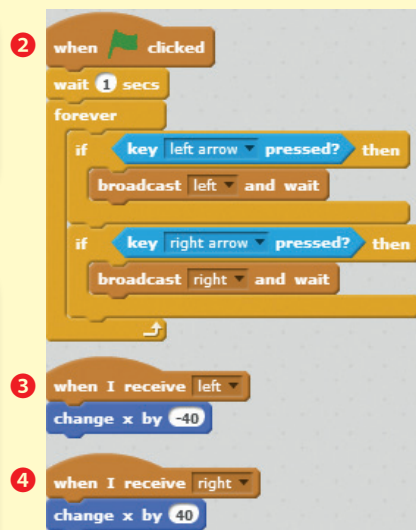 2
when clicked
wait 1 secs
forever
if key left arrow pressed? then
broadcast left and wait
if key right arrow pressed? then
broadcast right and wait
3
when I receive left
change x by -40
4
when I receive right
change x by 40